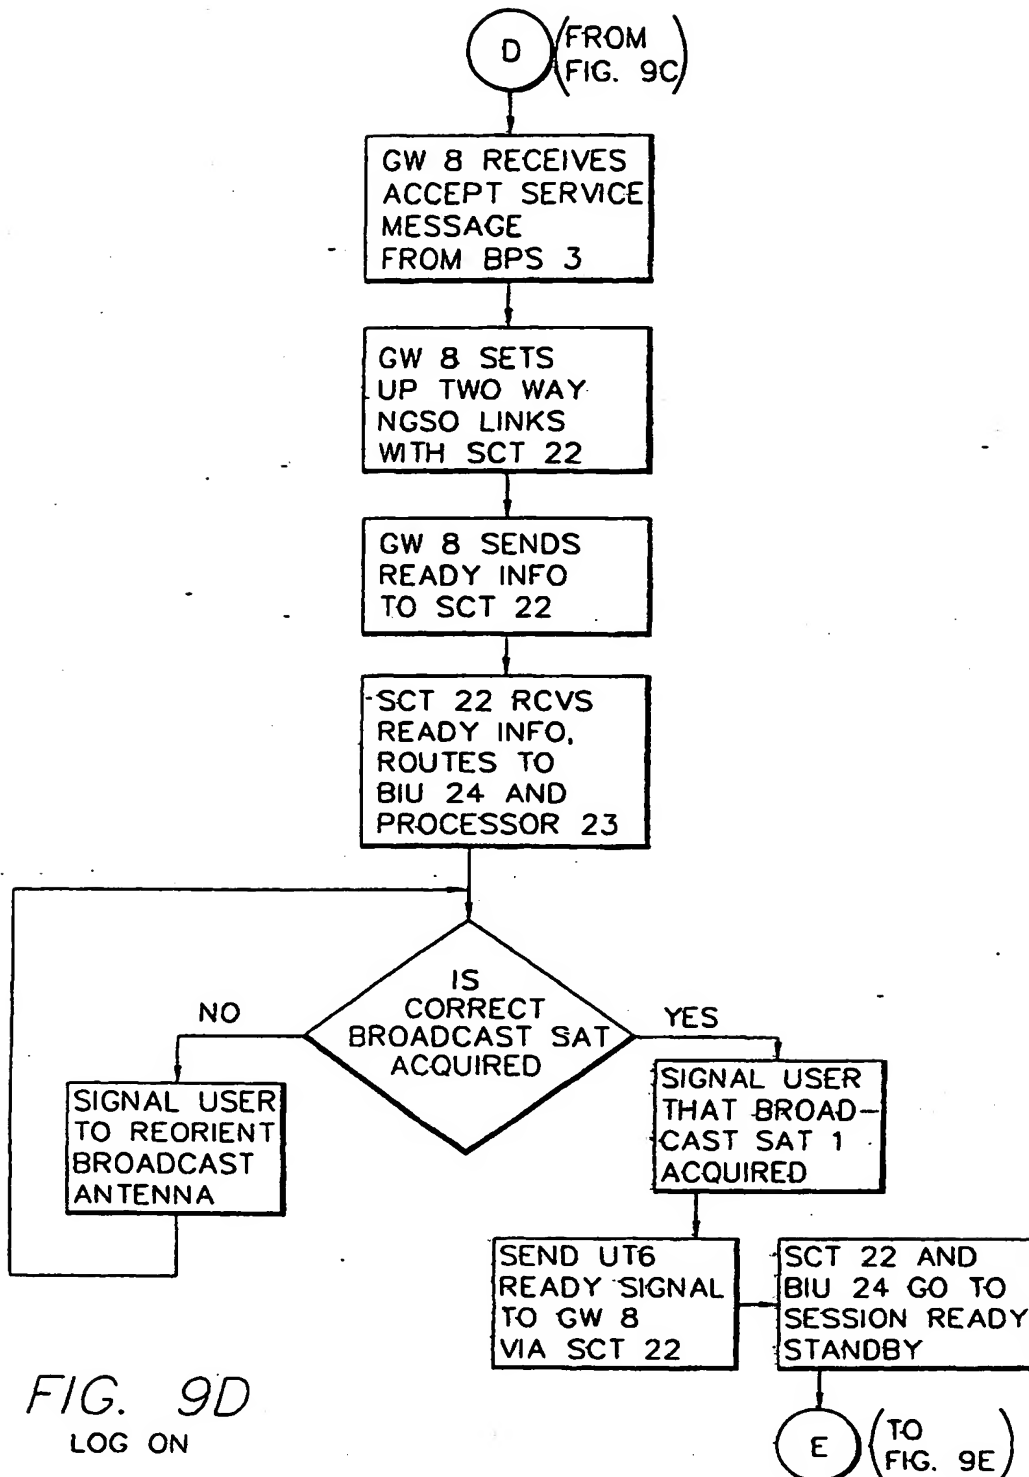 D
(FROM
FIG. 9C)
GW 8 RECEIVES
ACCEPT SERVICE
MESSAGE
FROM BPS 3
GW 8 SETS
UP TWO WAY
NGSO LINKS
WITH SCT 22
GW 8 SENDS
READY INFO
TO SCT 22
SCT 22 RCVS
READY INFO,
ROUTES TO
BIU 24 AND
PROCESSOR 23
IS
CORRECT
BROADCAST SAT
ACQUIRED
NO
YES
SIGNAL USER
TO REORIENT
BROADCAST
ANTENNA
SIGNAL USER
THAT BROAD-
CAST SAT 1
ACQUIRED
SEND UT6
READY SIGNAL
TO GW 8
VIA SCT 22
SCT 22 AND
BIU 24 GO TO
SESSION READY
STANDBY
E
(TO
FIG. 9E)
FIG. 9D
LOG ON